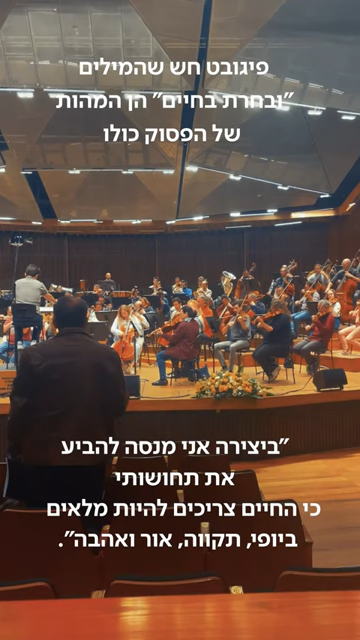 פיגובט חש שהמילים
"ובחרת בחיים" הן המהות
של הפסוק כולו
"ביצירה אני מנסה להביע
את תחושותי
כי החיים צריכים להיות מלאים
ביופי, תקווה, אור ואהבה".